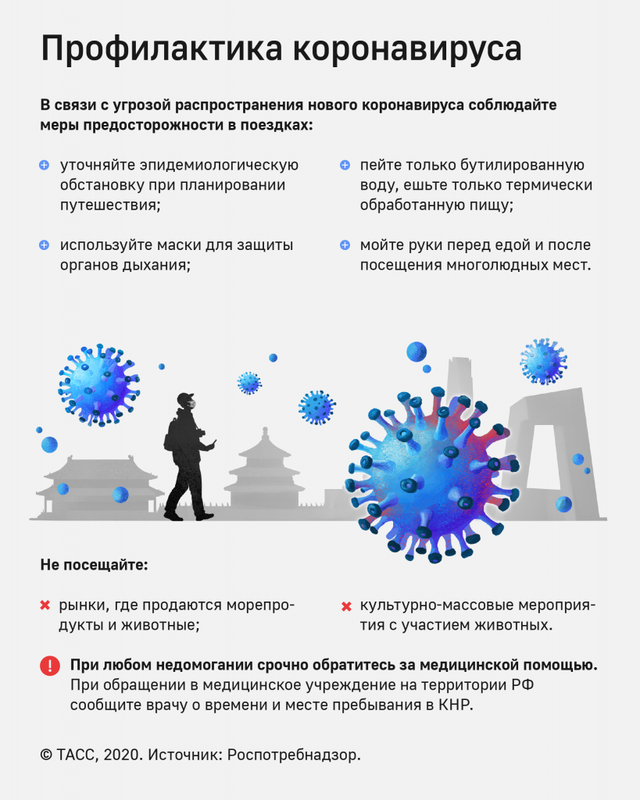 Профилактика коронавируса
В связи с угрозой распространения нового коронавируса соблюдайте
меры предосторожности в поездках:
уточняйте эпидемиологическую
обстановку при планировании
путешествия;
используйте маски для защиты
органов дыхания;
пейте только бутилированную
воду, ешьте только термически
обработанную пищу;
мойте руки перед едой и после
посещения многолюдных мест.
Не посещайте:
рынки, где продаются морепро-
дукты и животные;
культурно-массовые мероприя-
тия с участием животных.
При любом недомогании срочно обратитесь за медицинской помощью.
При обращении в медицинское учреждение на территории РФ
сообщите врачу о времени и месте пребывания в КНР.
© ТАСС, 2020. Источник: Роспотребнадзор.